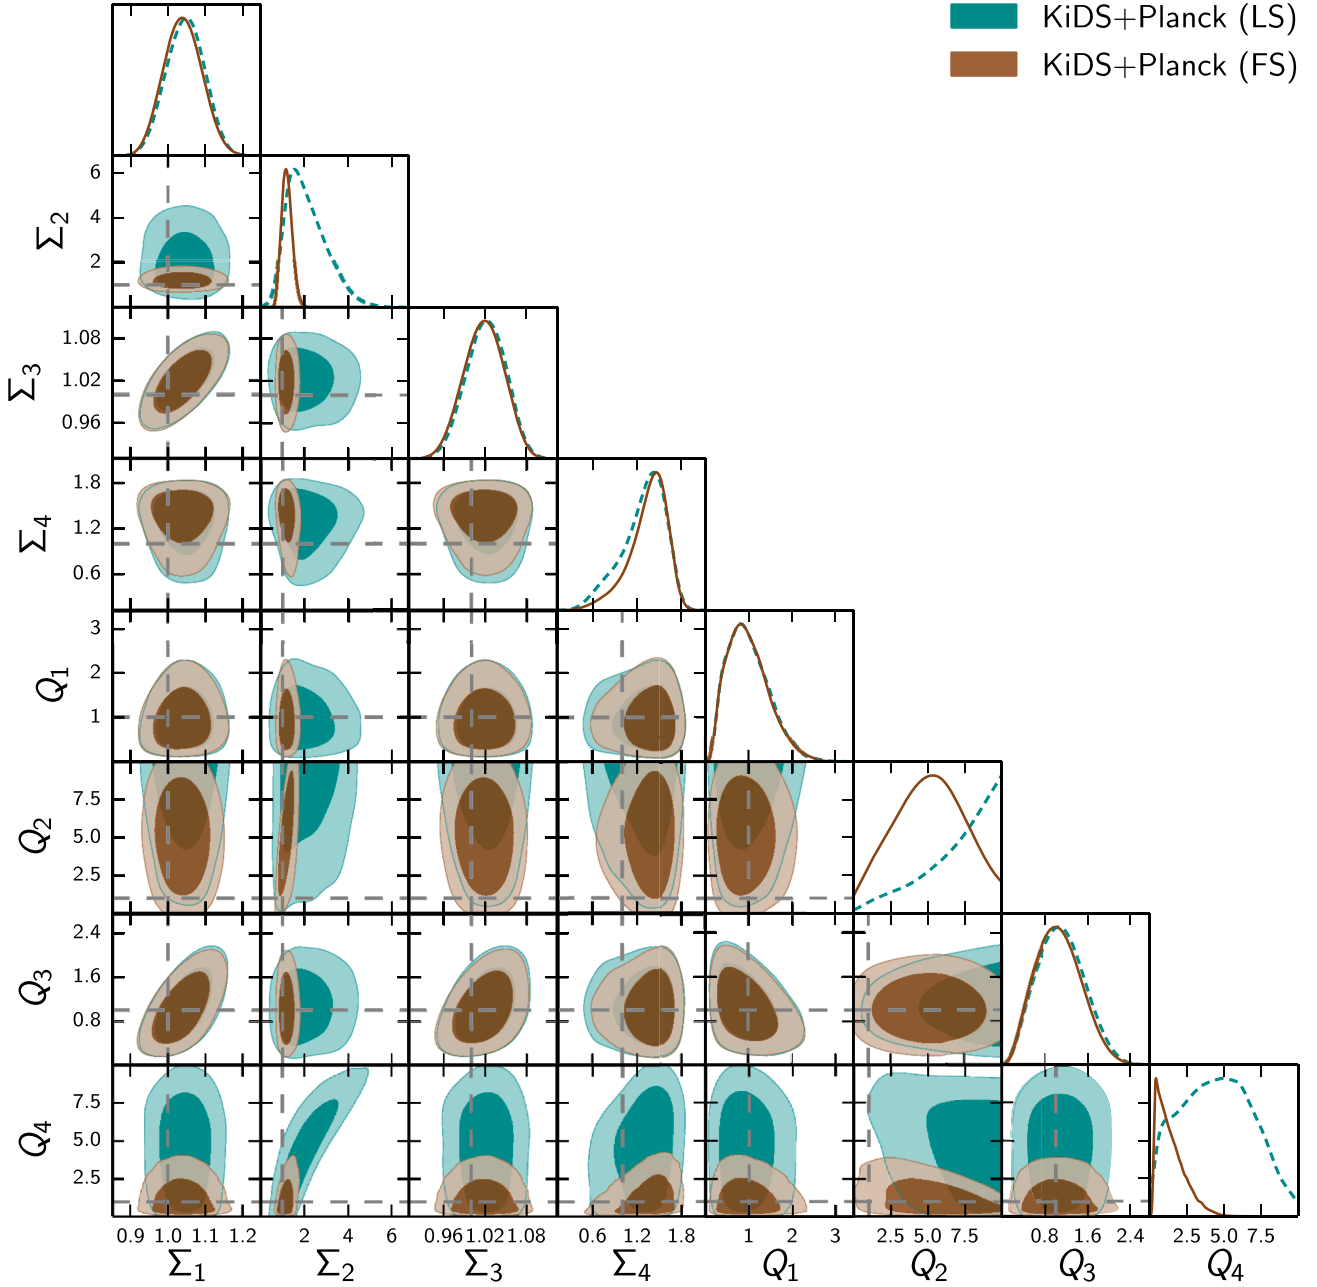 KiDS+Planck (LS)
KiDS+Planck (FS)
6
4
2
Σ2
1.08
1.02
0.96
Σ3
1.8
1.2
0.6
Σ4
3
2
1
Q1
7.5
5.0
2.5
Q2
2.4
1.6
0.8
Q3
7.5
5.0
2.5
Q4
0.9 1.0 1.1 1.2 2 4 6 0.96 1.02 1.08 0.6 1.2 1.8 1 2 3 2.5 5.0 7.5 0.8 1.6 2.4 2.5 5.0 7.5
Σ1 Σ2 Σ3 Σ4 Q1 Q2 Q3 Q4